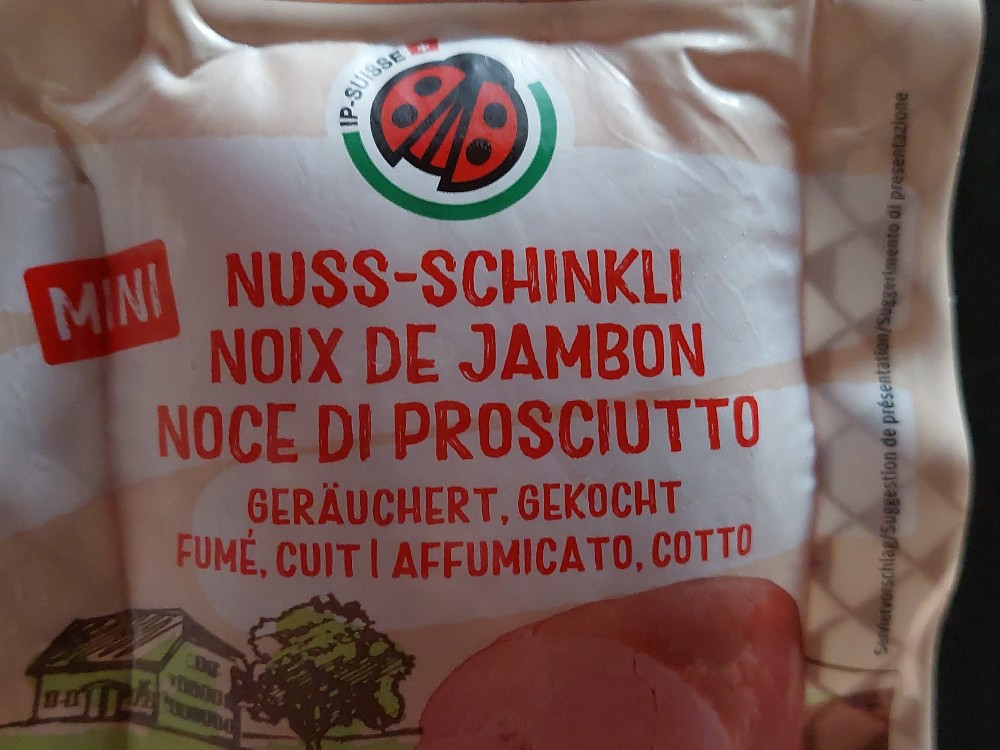 IP-SUISSE
MINI
NUSS-SCHINKLI
NOIX DE JAMBON
NOCE DI PROSCIUTTO
GERÄUCHERT, GEKOCHT
FUMÉ, CUIT | AFFUMICATO, COTTO
Serviervorschlag/Suggestion de présentation/Suggerimento di presentazione